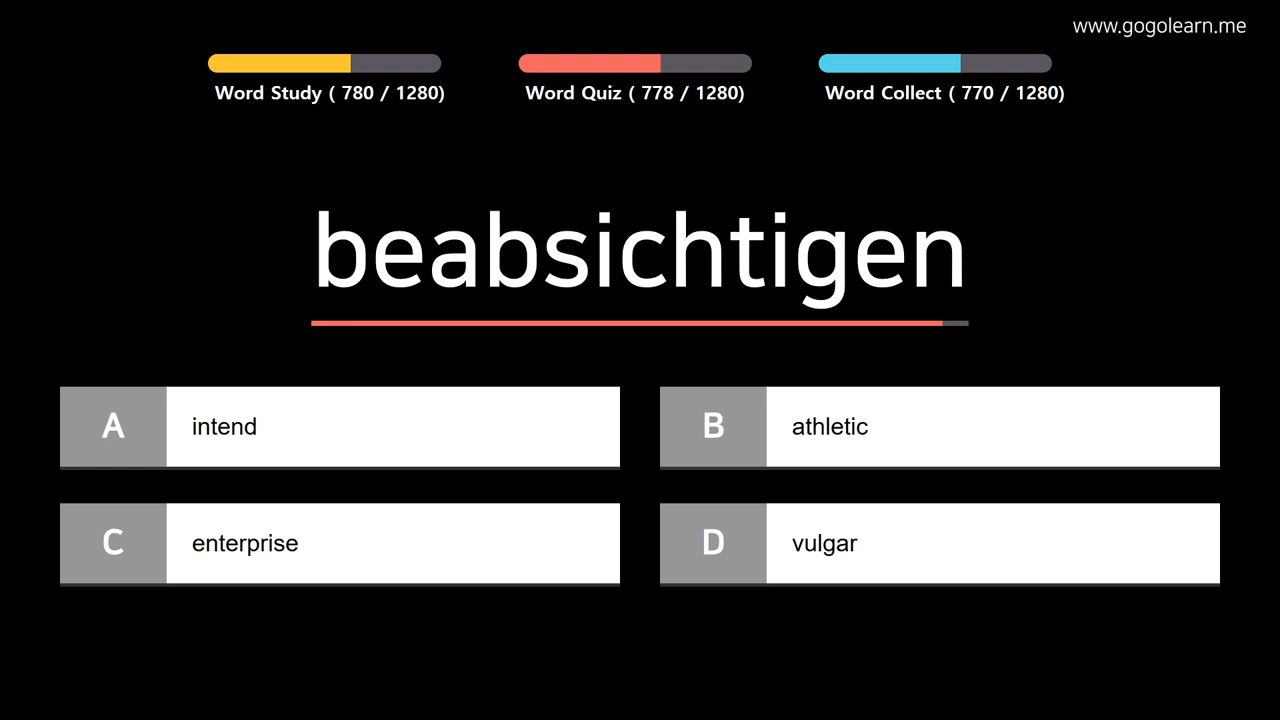 www.gogolearn.me
Word Study ( 780 / 1280)
Word Quiz ( 778 / 1280)
Word Collect ( 770 / 1280)
beabsichtigen
A intend
B athletic
C enterprise
D vulgar